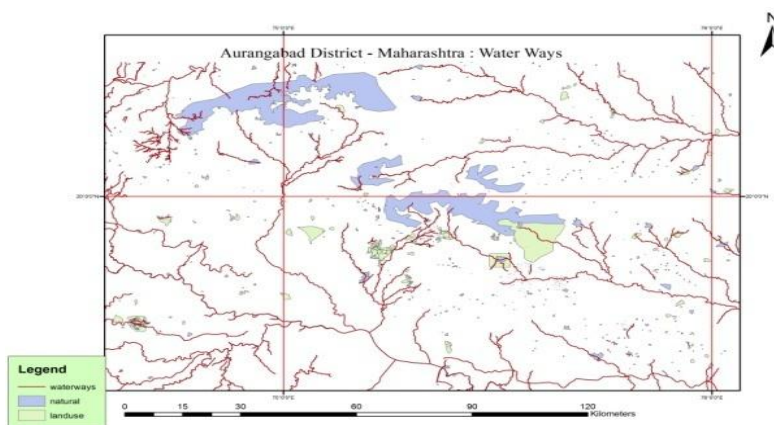 N
Aurangabad District - Maharashtra : Water Ways
Legend
waterways
natural
landuse
0 15 30 60 90 120
Kilometers